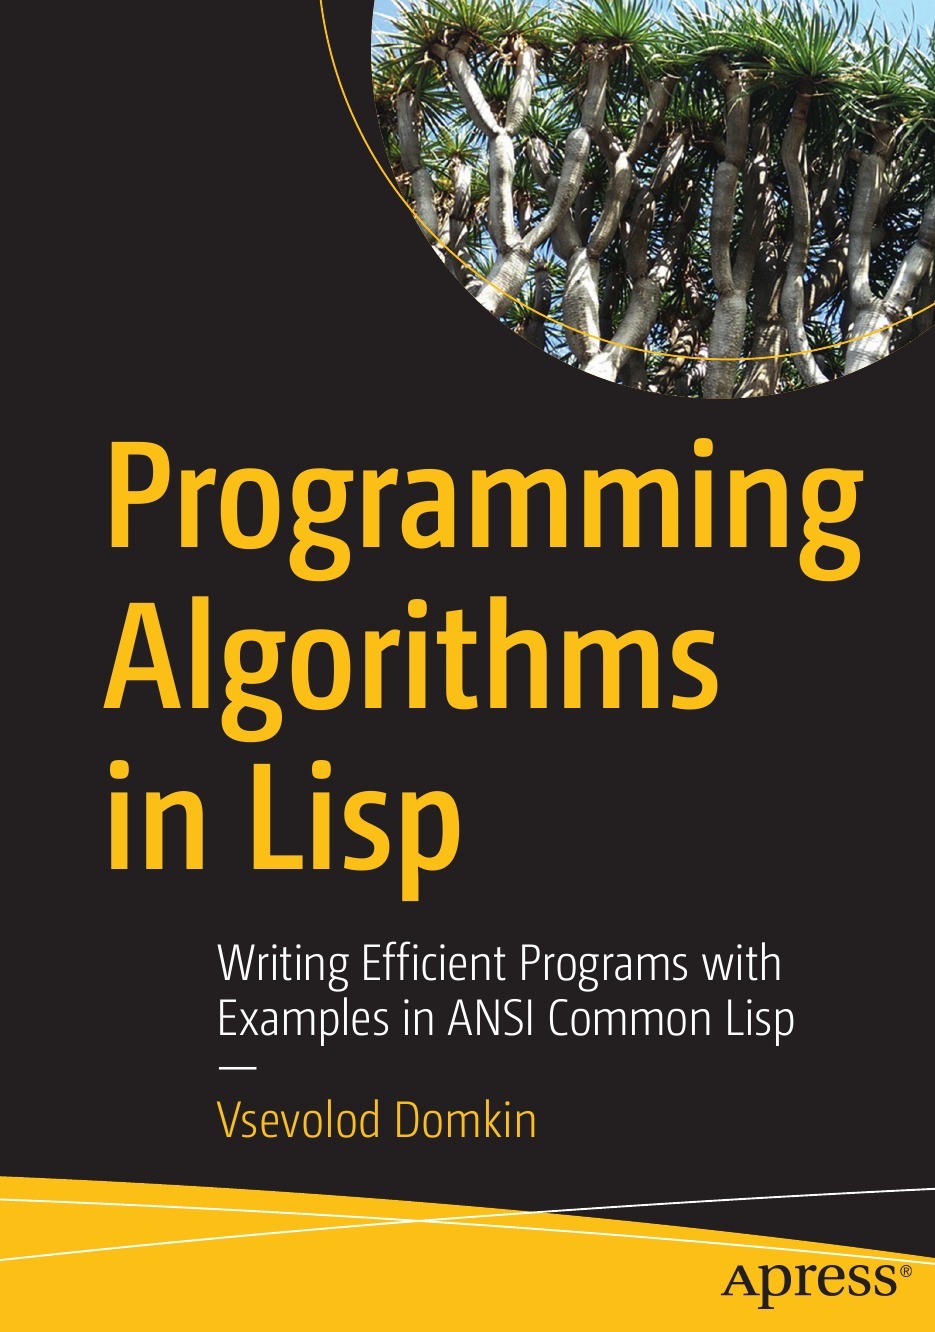 Programming
Algorithms
in Lisp
Writing Efficient Programs with
Examples in ANSI Common Lisp
—
Vsevolod Domkin
Apress®